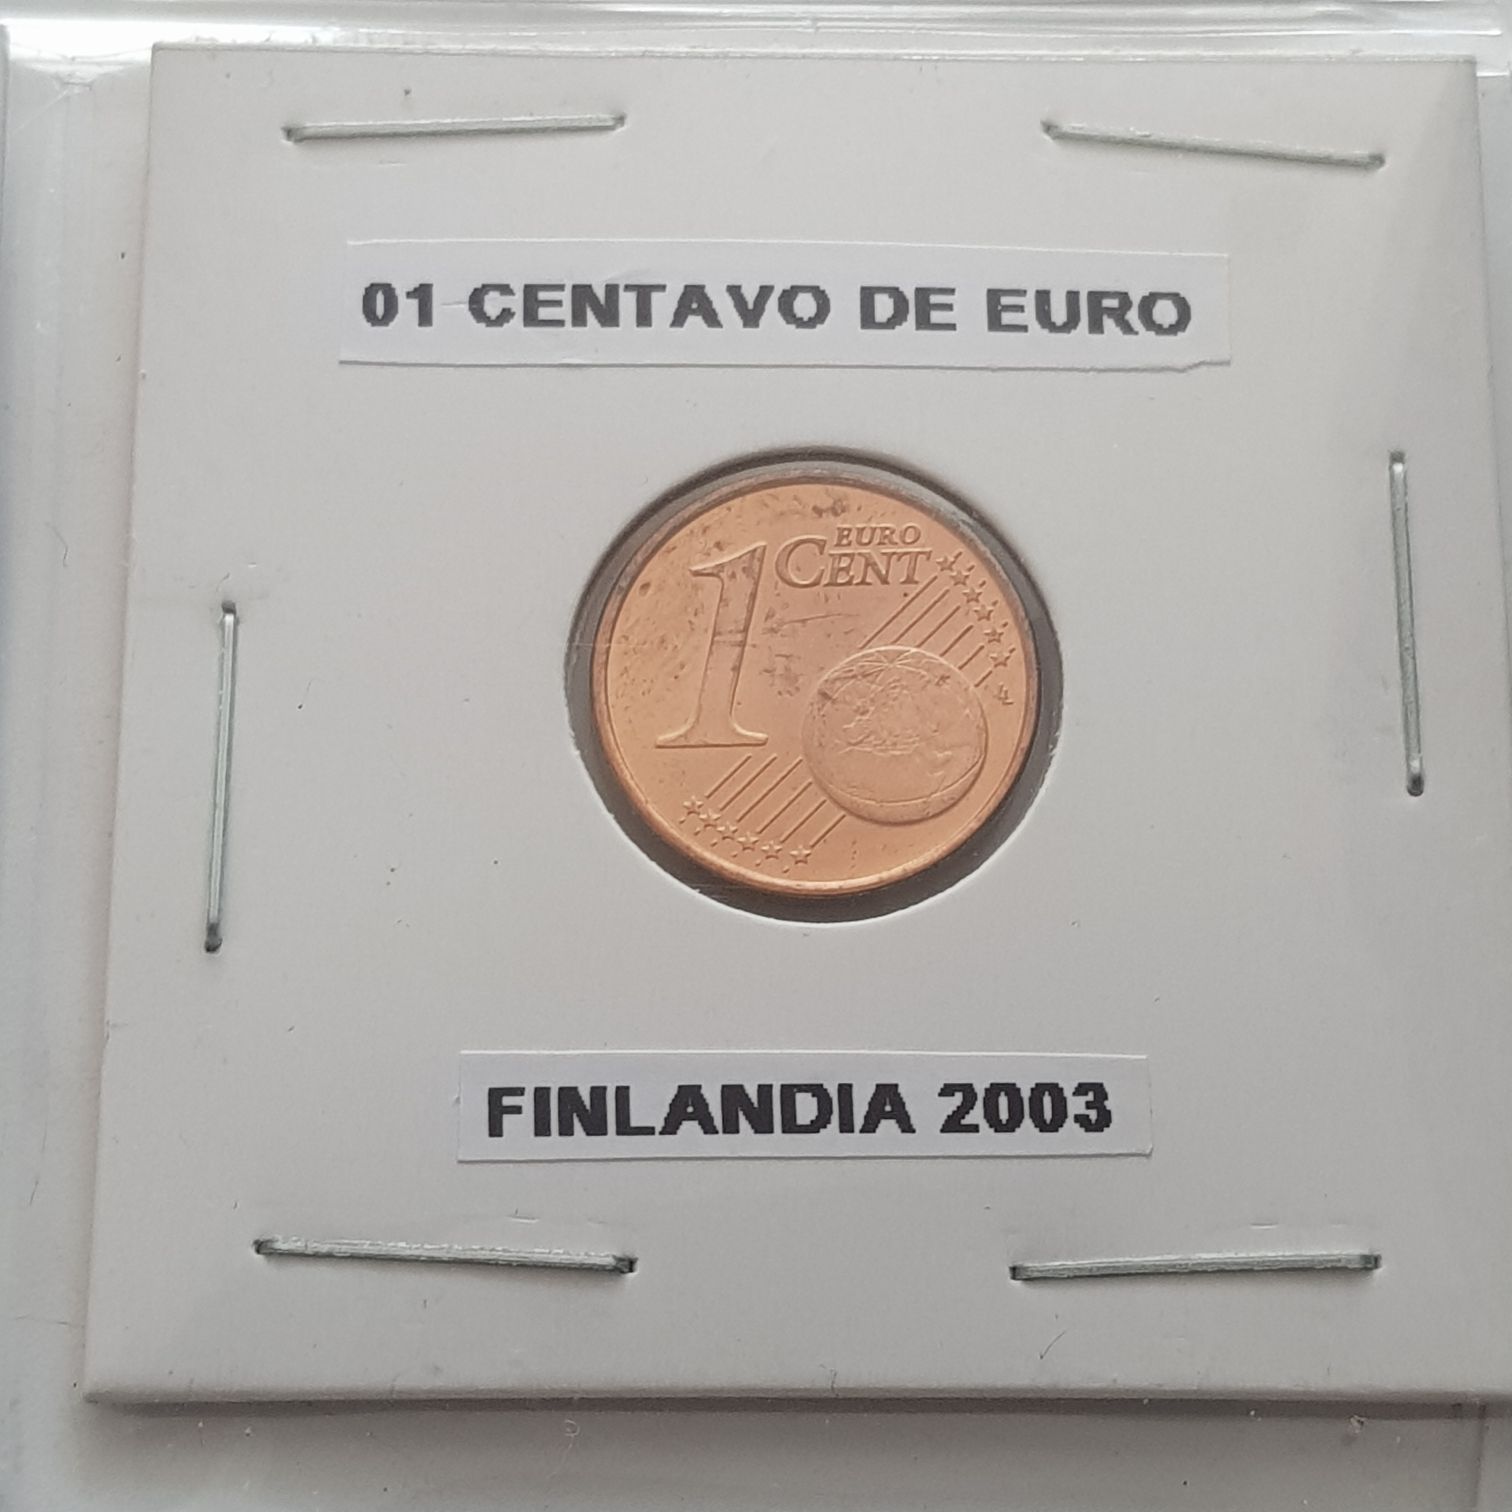 01 CENTAVO DE EURO
1 EURO
CENT
FINLANDIA 2003